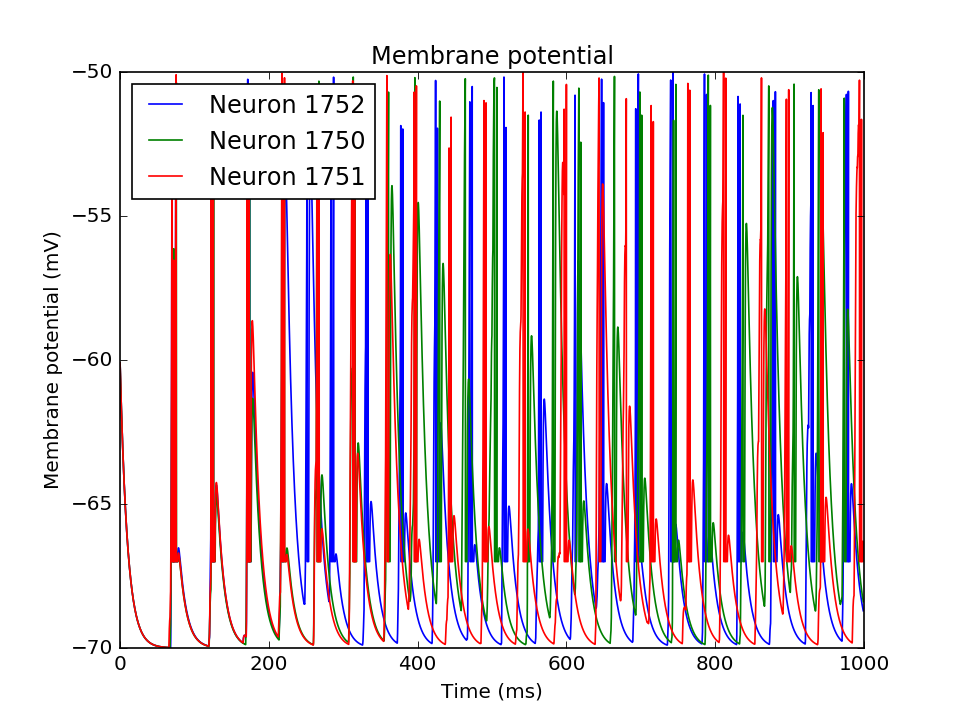 Membrane potential
−50
−55
−60
−65
−70
Membrane potential (mV)
Neuron 1752
Neuron 1750
Neuron 1751
0
200
400
600
800
1000
Time (ms)